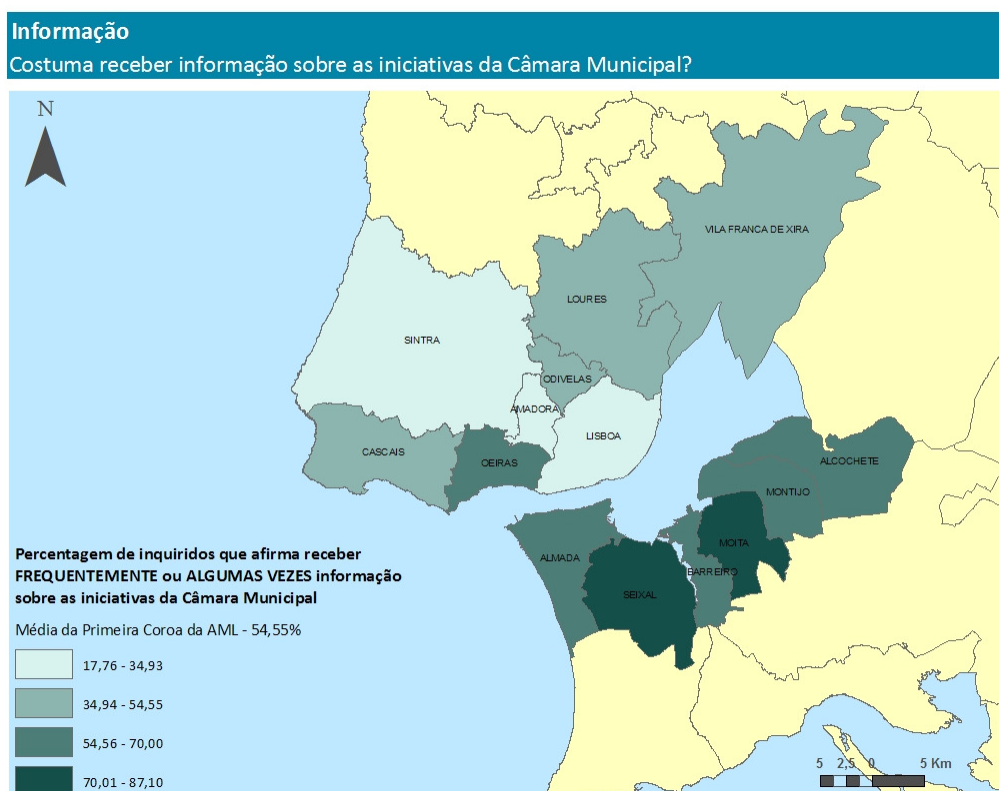 Informação
Costuma receber informação sobre as iniciativas da Câmara Municipal?
N
VILA FRANCA DE XIRA
LOURES
SINTRA
ODIVELAS
AMADORA
LISBOA
CASCAIS
OEIRAS
ALCOCHETE
MONTIJO
MOITA
ALMADA
BARREIRO
SEIXAL
Percentagem de inquiridos que afirma receber
FREQUENTEMENTE ou ALGUMAS VEZES informação
sobre as iniciativas da Câmara Municipal
Média da Primeira Coroa da AML - 54,55%
17,76 - 34,93
34,94 - 54,55
54,56 - 70,00
70,01 - 87,10
5 2,5 0 5 Km